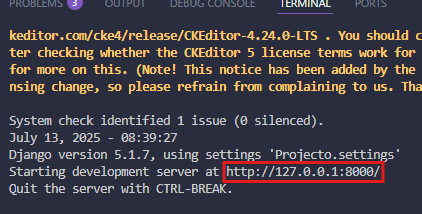 PROBLEMS 3 DEBUG CONSOLE TERMINAL PORTS
keditor.com/cke4/release/CKEditor-4.24.0-LTS . You should c
ter checking whether the CKEditor 5 license terms work for
for more on this. (Note! This notice has been added by the
nsing change, so please refrain from complaining to us. Tha
System check identified 1 issue (0 silenced).
July 13, 2025 - 08:39:27
Django version 5.1.7, using settings 'Projecto.settings'
Starting development server at http://127.0.0.1:8000/
Quit the server with CTRL-BREAK.